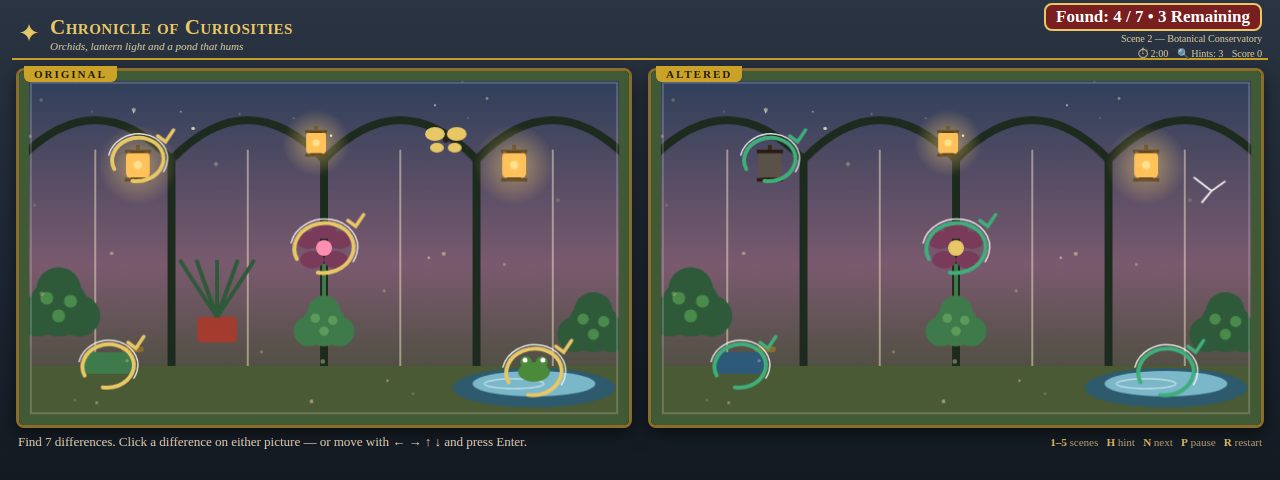 ✦ Chronicle of Curiosities
Orchids, lantern light and a pond that hums
Found: 4 / 7 • 3 Remaining
Scene 2 — Botanical Conservatory
⏱ 2:00 🔍 Hints: 3 Score 0
ORIGINAL
ALTERED
Find 7 differences. Click a difference on either picture — or move with ← → ↑ ↓ and press Enter.
1–5 scenes H hint N next P pause R restart